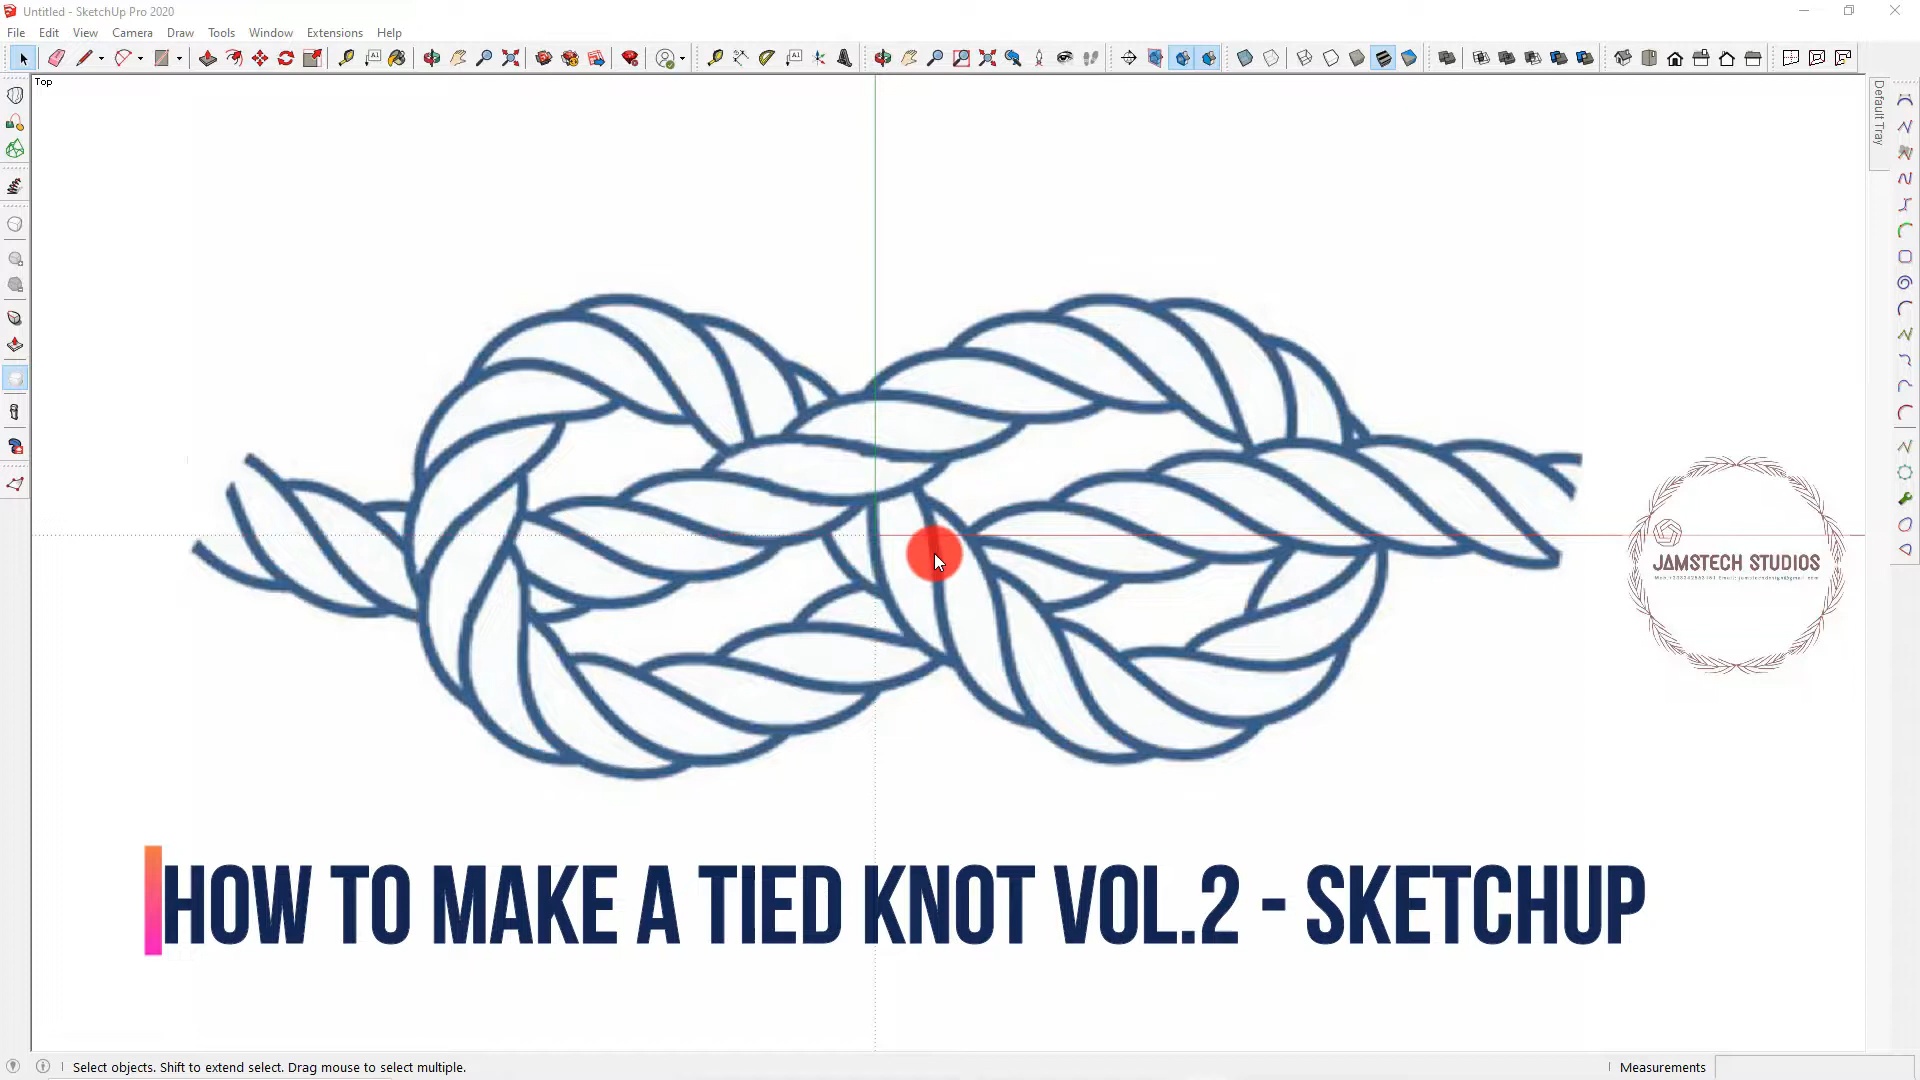 Untitled - SketchUp Pro 2020
File Edit View Camera Draw Tools Window Extensions Help
Top
Default Tray
JAMSTECH STUDIOS
HOW TO MAKE A TIED KNOT VOL.2 - SKETCHUP
Select objects. Shift to extend select. Drag mouse to select multiple.
Measurements